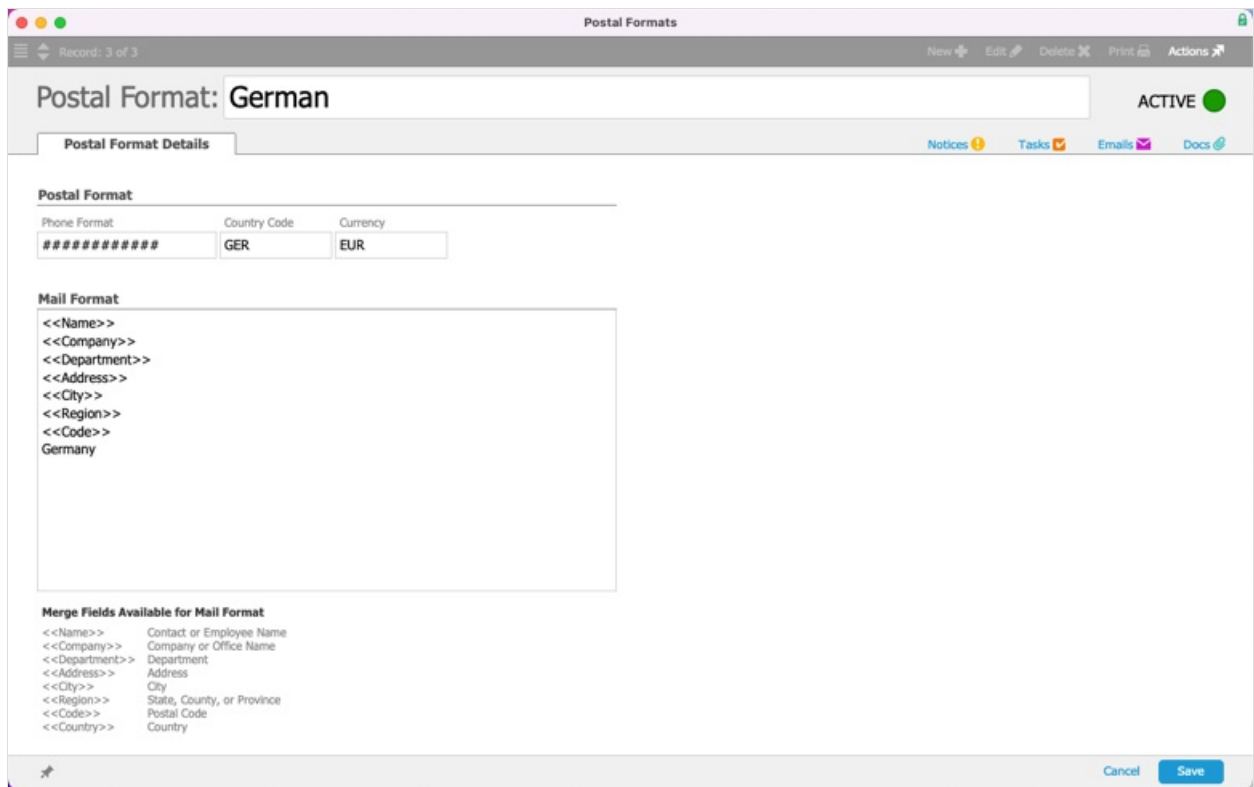 Postal Formats
Record: 3 of 3 New Edit Delete Print Actions
Postal Format: German ACTIVE
Postal Format Details Notices Tasks Emails Docs
Postal Format
Phone Format Country Code Currency
############ GER EUR
Mail Format
<<Name>>
<<Company>>
<<Department>>
<<Address>>
<<City>>
<<Region>>
<<Code>>
Germany
Merge Fields Available for Mail Format
<<Name>> Contact or Employee Name
<<Company>> Company or Office Name
<<Department>> Department
<<Address>> Address
<<City>> City
<<Region>> State, County, or Province
<<Code>> Postal Code
<<Country>> Country
Cancel Save